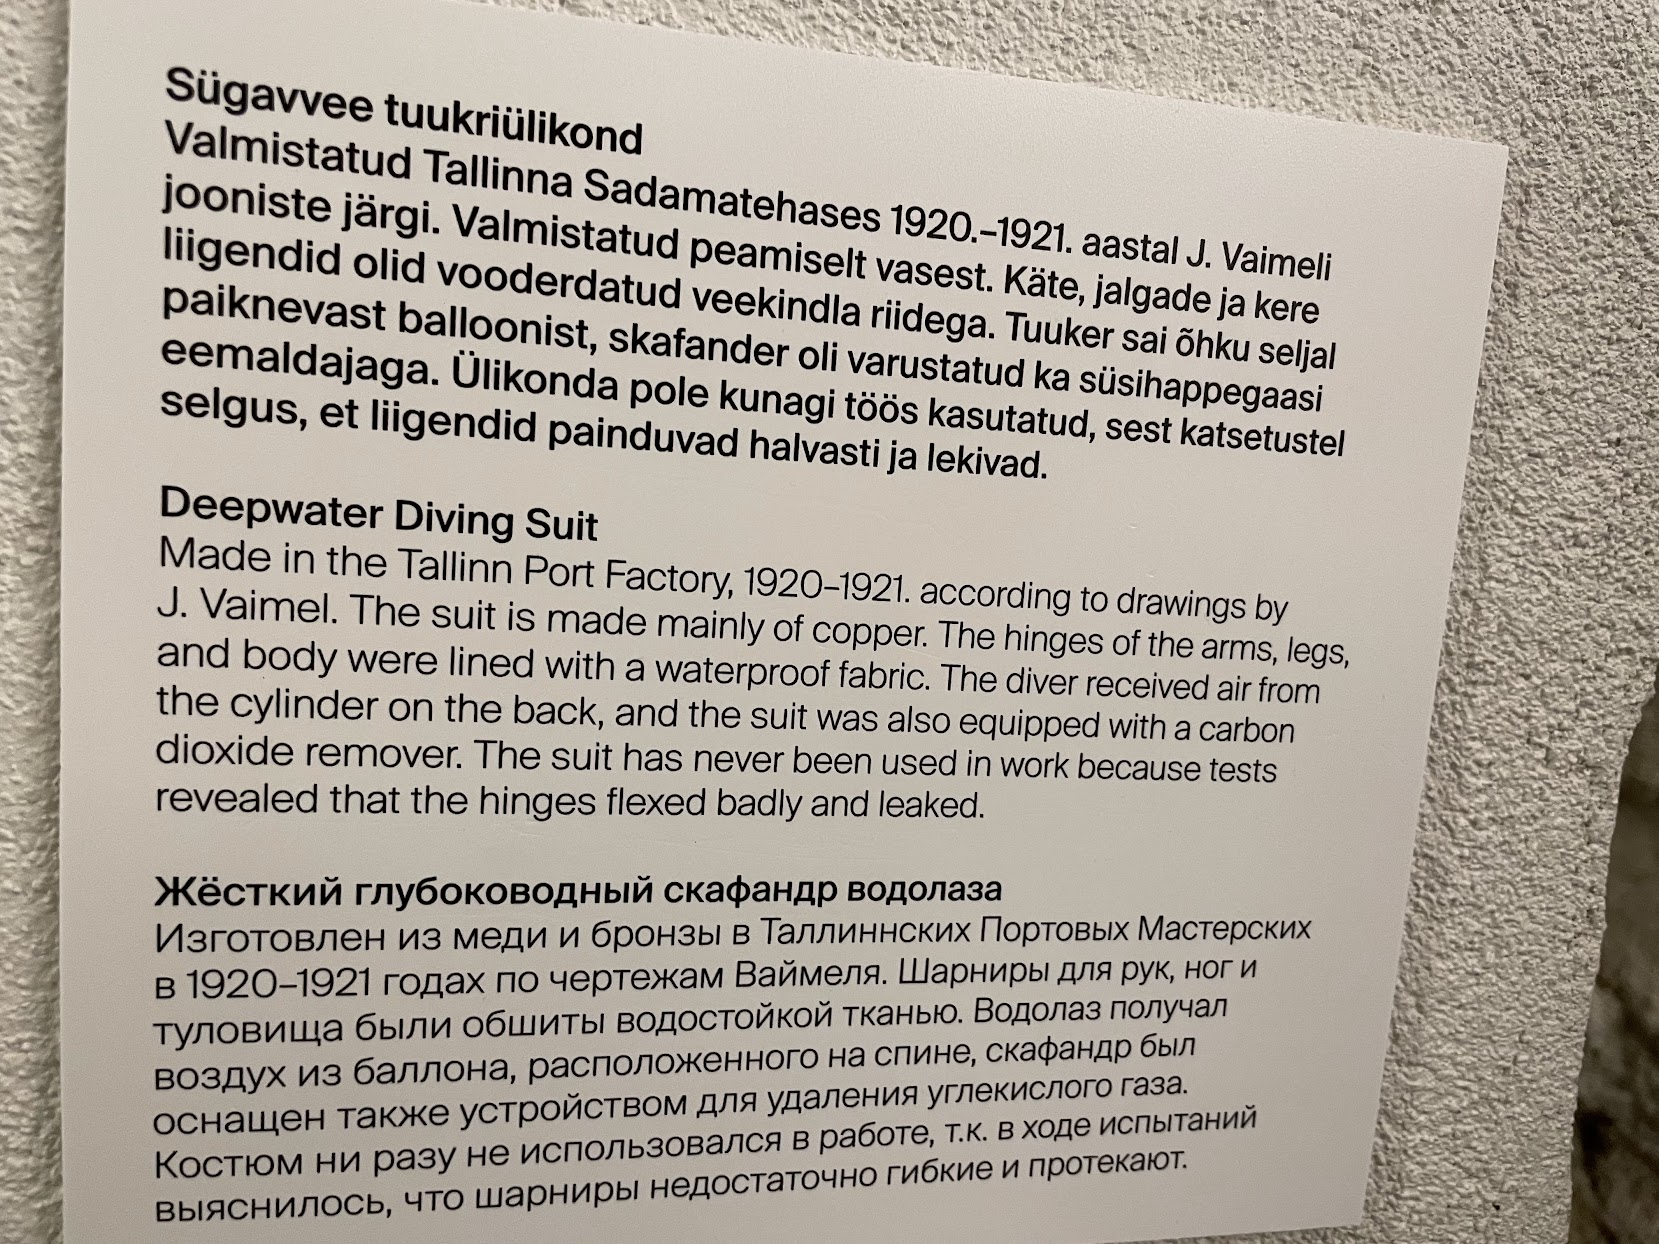 Sügavvee tuukriülikond
Valmistatud Tallinna Sadamatehases 1920.–1921. aastal J. Vaimeli
jooniste järgi. Valmistatud peamiselt vasest. Käte, jalgade ja kere
liigendid olid vooderdatud veekindla riidega. Tuuker sai õhku seljal
paiknevast balloonist, skafander oli varustatud ka süsihappegaasi
eemaldajaga. Ülikonda pole kunagi töös kasutatud, sest katsetustel
selgus, et liigendid painduvad halvasti ja lekivad.
Deepwater Diving Suit
Made in the Tallinn Port Factory, 1920–1921. according to drawings by
J. Vaimel. The suit is made mainly of copper. The hinges of the arms, legs,
and body were lined with a waterproof fabric. The diver received air from
the cylinder on the back, and the suit was also equipped with a carbon
dioxide remover. The suit has never been used in work because tests
revealed that the hinges flexed badly and leaked.
Жёсткий глубоководный скафандр водолаза
Изготовлен из меди и бронзы в Таллиннских Портовых Мастерских
в 1920–1921 годах по чертежам Ваймеля. Шарниры для рук, ног и
туловища были обшиты водостойкой тканью. Водолаз получал
воздух из баллона, расположенного на спине, скафандр был
оснащен также устройством для удаления углекислого газа.
Костюм ни разу не использовался в работе, т.к. в ходе испытаний
выяснилось, что шарниры недостаточно гибкие и протекают.